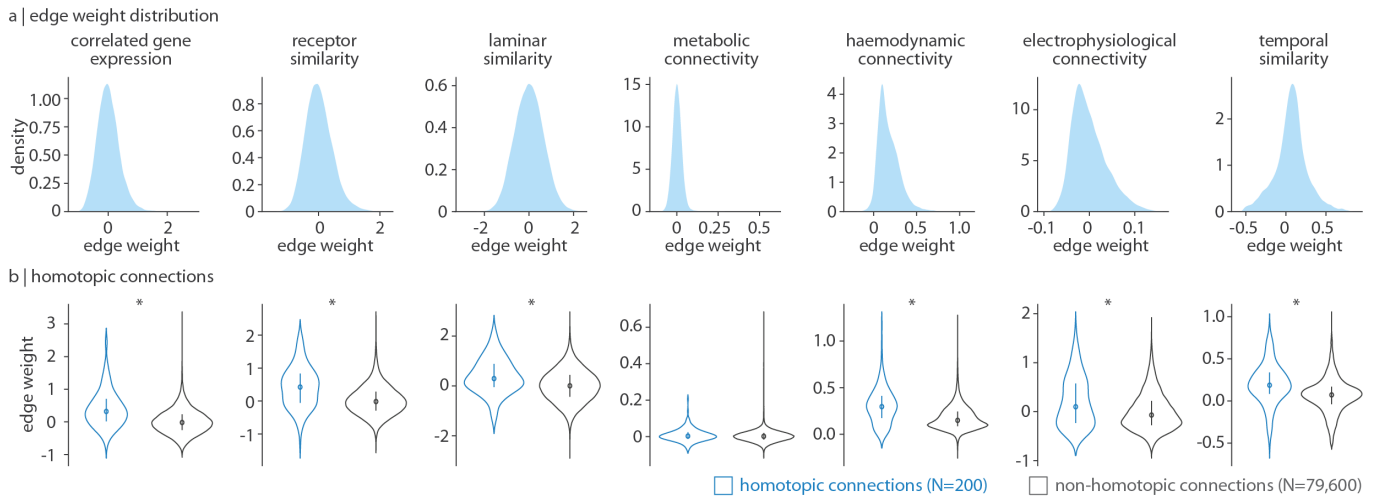 a | edge weight distribution
correlated gene
expression
receptor
similarity
laminar
similarity
metabolic
connectivity
haemodynamic
connectivity
electrophysiological
connectivity
temporal
similarity
density
1.00
0.75
0.50
0.25
0
0 2
edge weight
0.8
0.6
0.4
0.2
0
0 2
edge weight
0.6
0.4
0.2
0
-2 0 2
edge weight
15
10
5
0
0 0.25 0.5
edge weight
4
3
2
1
0
0 0.5 1.0
edge weight
10
5
0
-0.1 0 0.1
edge weight
2
1
0
-0.5 0 0.5
edge weight
b | homotopic connections
edge weight
*
3
2
1
0
-1
*
2
1
0
-1
*
2
0
-2
0.6
0.4
0.2
0
*
1.0
0.5
0.0
*
2
1
0
-1
*
1.0
0.5
0.0
-0.5
homotopic connections (N=200)
non-homotopic connections (N=79,600)